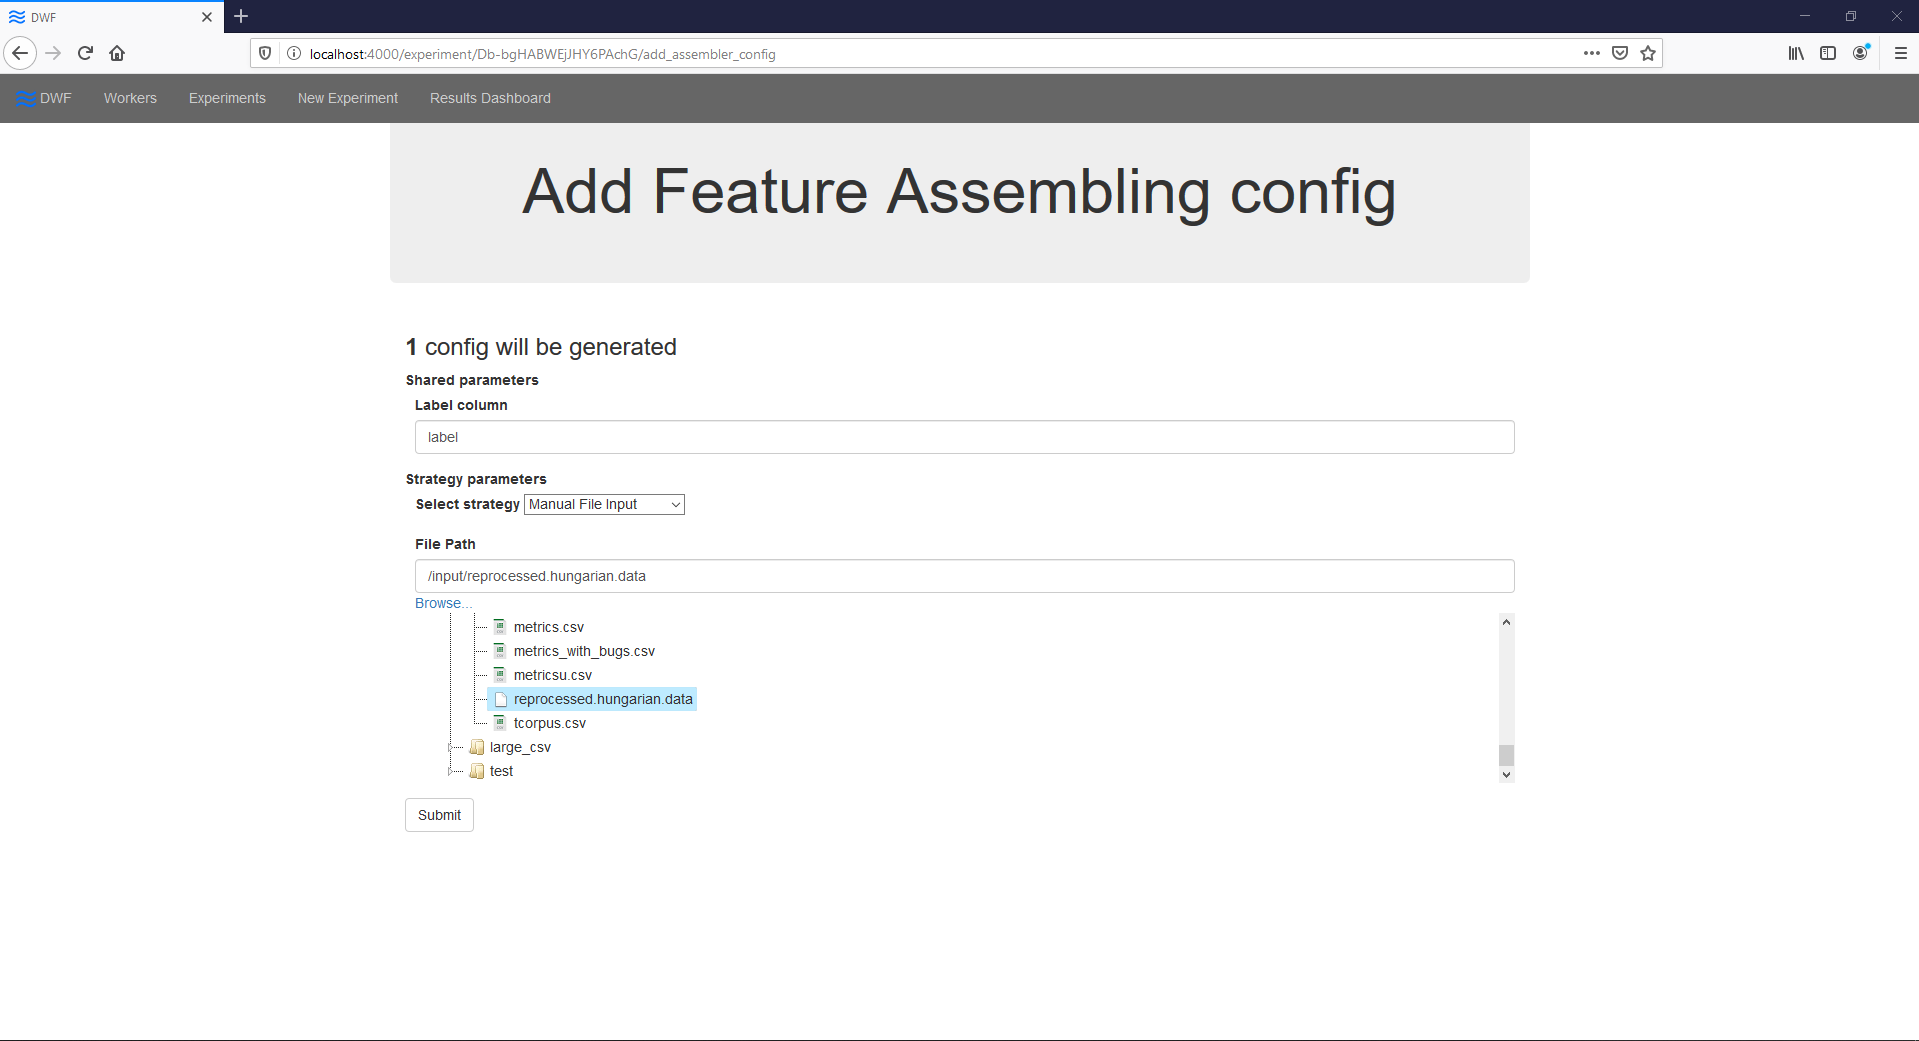 DWF
localhost:4000/experiment/Db-bgHABWEjJHY6PAchG/add_assembler_config
DWF Workers Experiments New Experiment Results Dashboard
Add Feature Assembling config
1 config will be generated
Shared parameters
Label column
label
Strategy parameters
Select strategy Manual File Input
File Path
/input/reprocessed.hungarian.data
Browse...
metrics.csv
metrics_with_bugs.csv
metricsu.csv
reprocessed.hungarian.data
tcorpus.csv
large_csv
test
Submit